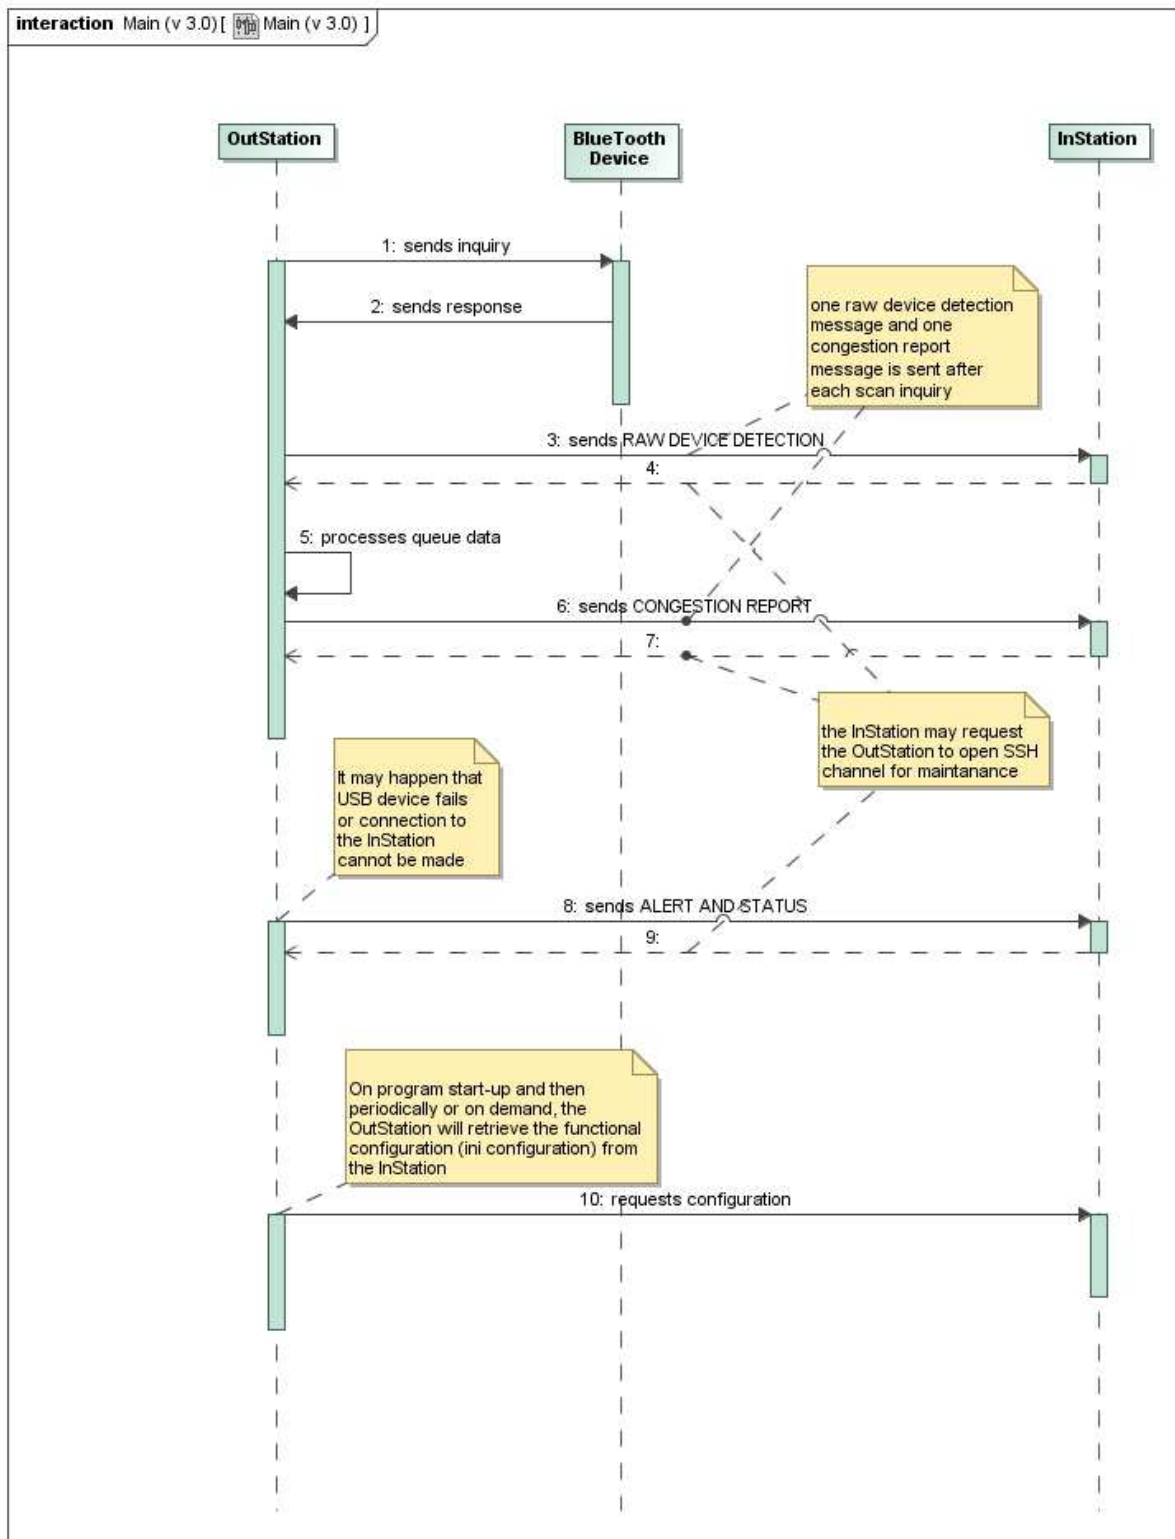 interaction Main (v 3.0) [ Main (v 3.0) ]
OutStation
BlueTooth
Device
InStation
1: sends inquiry
2: sends response
one raw device detection
message and one
congestion report
message is sent after
each scan inquiry
3: sends RAW DEVICE DETECTION
4:
5: processes queue data
6: sends CONGESTION REPORT
7:
the InStation may request
the OutStation to open SSH
channel for maintanance
It may happen that
USB device fails
or connection to
the InStation
cannot be made
8: sends ALERT AND STATUS
9:
On program start-up and then
periodically or on demand, the
OutStation will retrieve the functional
configuration (ini configuration) from
the InStation
10: requests configuration